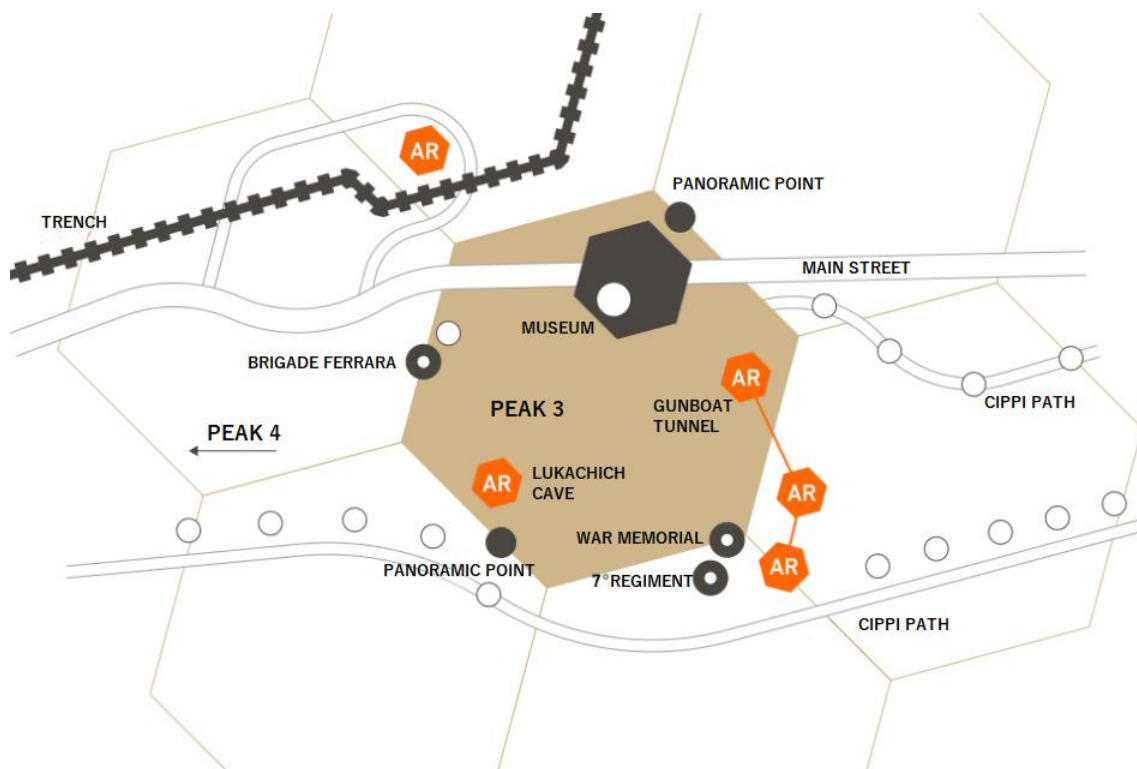 AR
PANORAMIC POINT
TRENCH
MAIN STREET
MUSEUM
BRIGADE FERRARA
AR
CIPPI PATH
PEAK 3
GUNBOAT
TUNNEL
PEAK 4
AR
LUKACHICH
CAVE
AR
WAR MEMORIAL
PANORAMIC POINT
AR
7°REGIMENT
CIPPI PATH